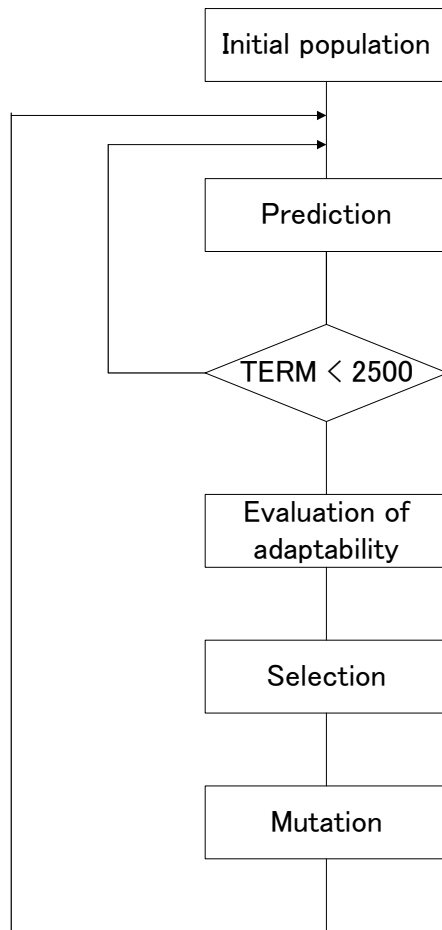 Initial population
Prediction
TERM < 2500
Evaluation of
adaptability
Selection
Mutation